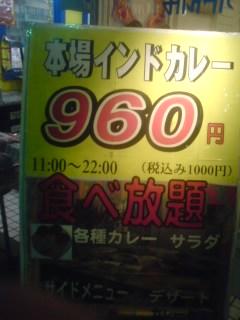 本場インドカレー
960円
11:00～22:00 （税込み1000円）
食べ放題
各種カレー サラダ
サイドメニュー デザート